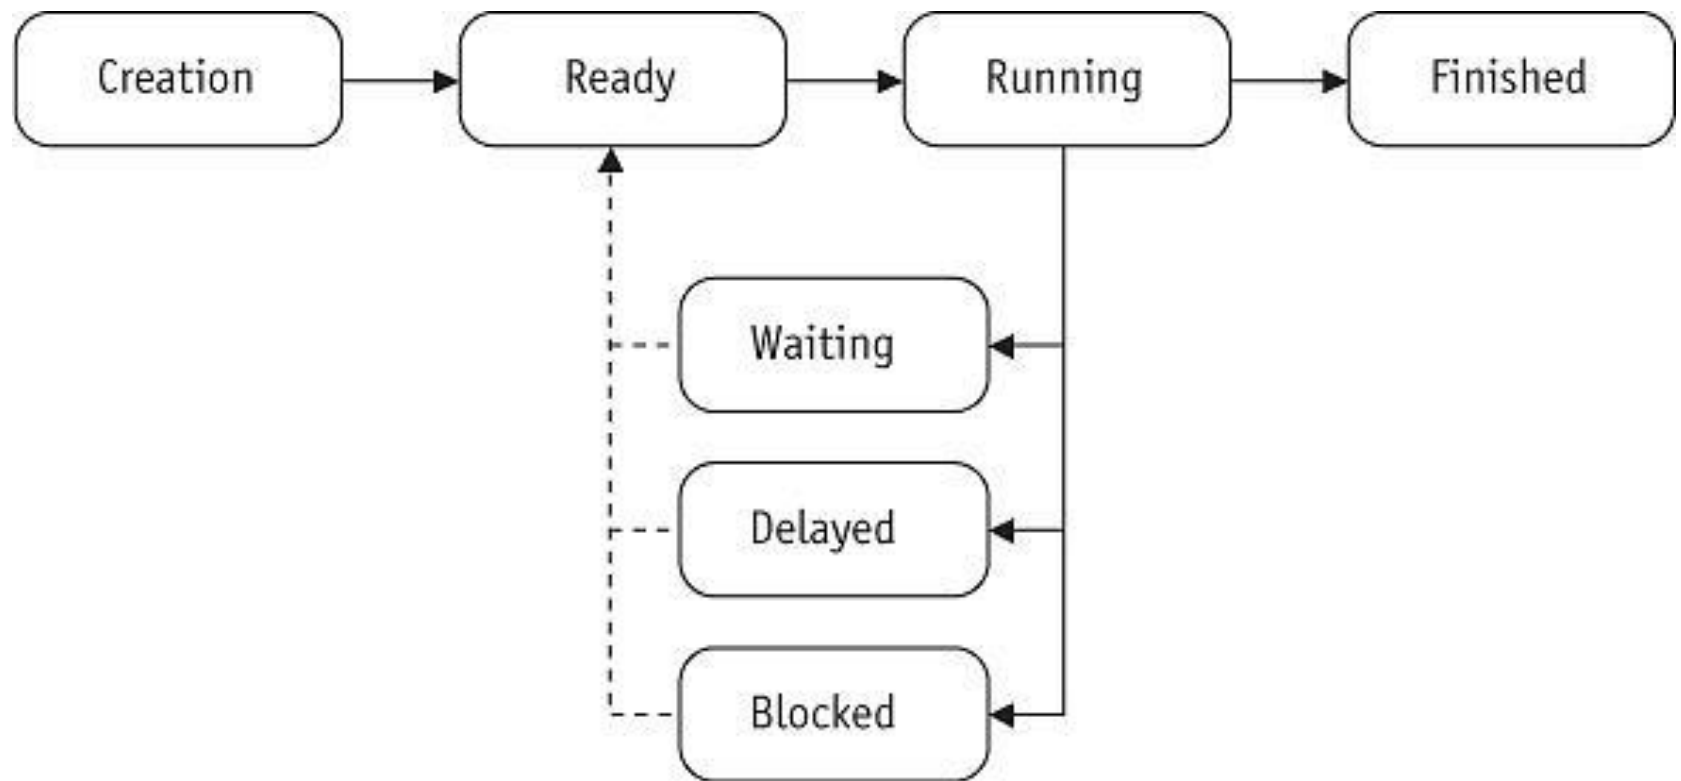 Creation
Ready
Running
Finished
Waiting
Delayed
Blocked